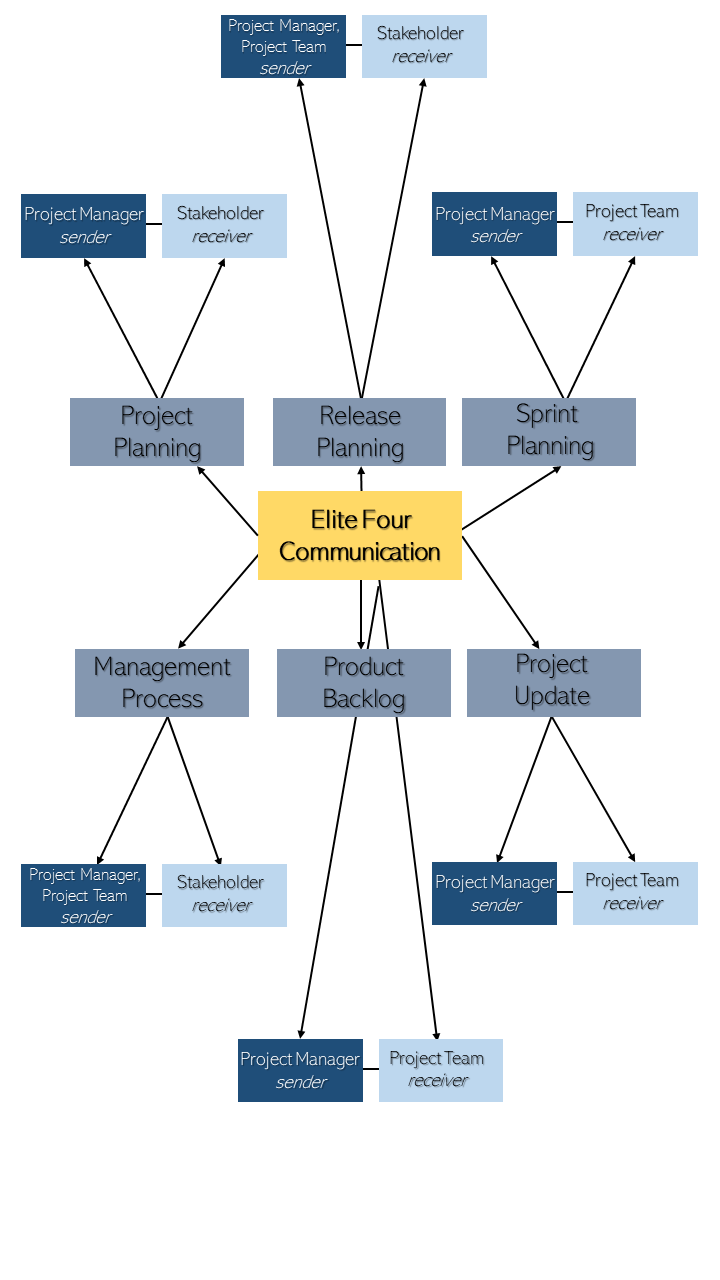 Project Manager,
Project Team
sender
Stakeholder
receiver
Project Manager
sender
Stakeholder
receiver
Project Manager
sender
Project Team
receiver
Project
Planning
Release
Planning
Sprint
Planning
Elite Four
Communication
Management
Process
Product
Backlog
Project
Update
Project Manager,
Project Team
sender
Stakeholder
receiver
Project Manager
sender
Project Team
receiver
Project Manager
sender
Project Team
receiver